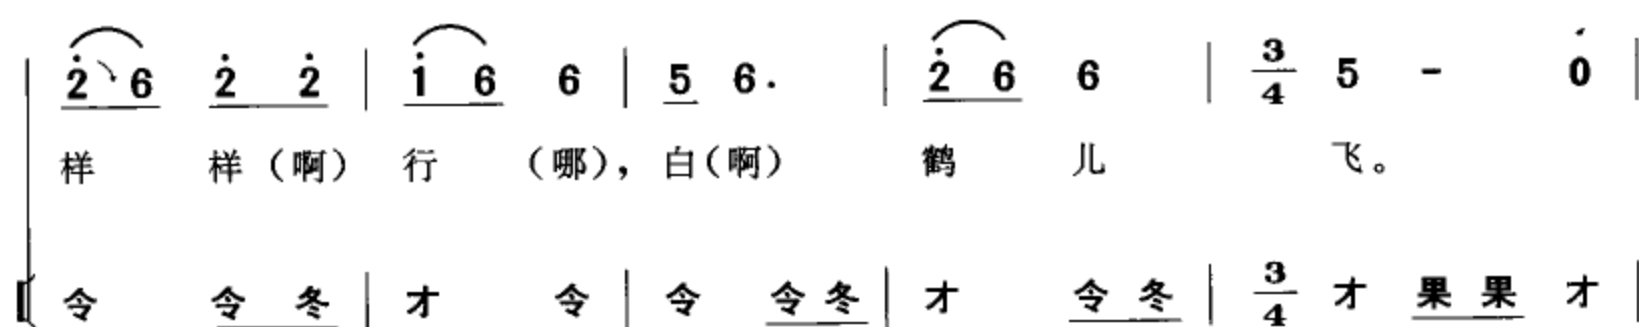 2 6 2 2 | 1 6 6 | 5 6. | 2 6 6 | 3/4 5 - 0 |
样 样（啊） 行 （哪），白（啊） 鹤 儿 飞。
令 令 冬 | 才 令 | 令 令 冬 | 才 令 冬 | 3/4 才 果 果 才 |